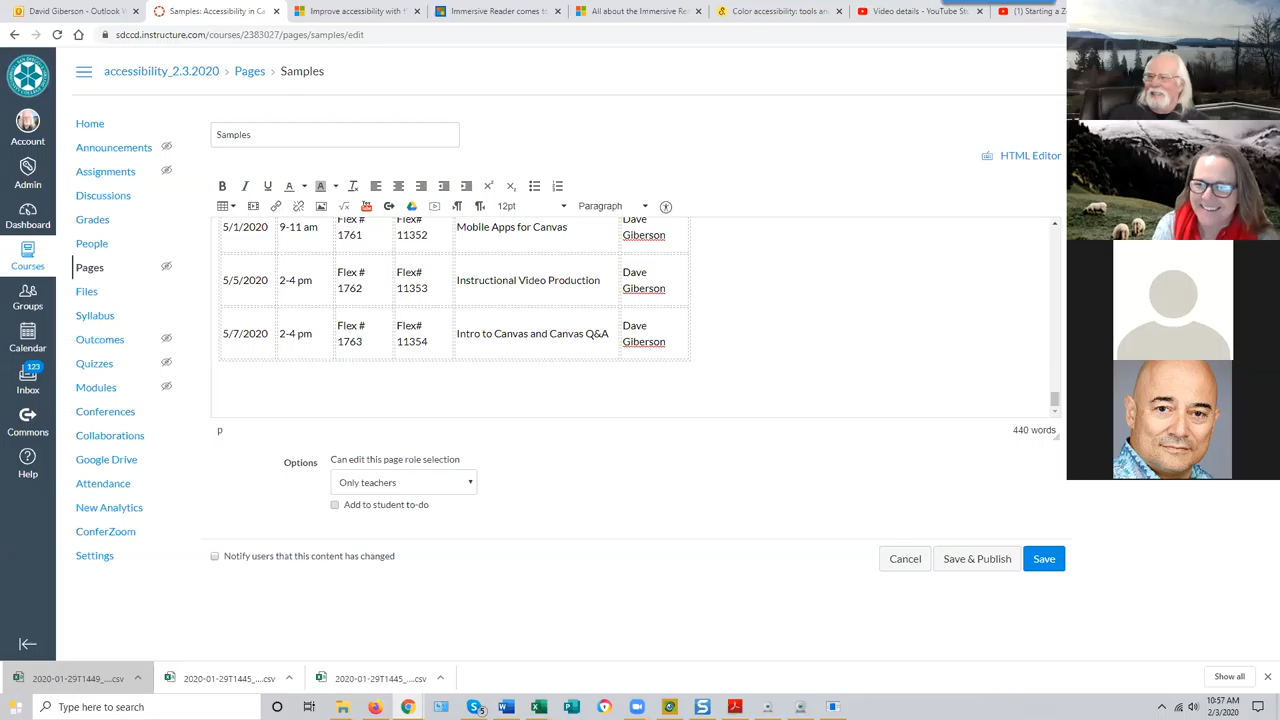 David Giberson - Outlook V
Samples: Accessibility in Ca
Improve accessibility with t
Immersive Reader comes to
All about the Immersive Re
Color accessibility: tools an
Video details - YouTube St
(1) Starting a Z
sdccd.instructure.com/courses/2383027/pages/samples/edit
accessibility_2.3.2020 > Pages > Samples
Account
Admin
Dashboard
Courses
Groups
Calendar
123
Inbox
Commons
Help
Home
Announcements
Assignments
Discussions
Grades
People
Pages
Files
Syllabus
Outcomes
Quizzes
Modules
Conferences
Collaborations
Google Drive
Attendance
New Analytics
ConferZoom
Settings
Samples
HTML Editor
12pt
Paragraph
5/1/2020 9-11 am Flex # 1761 Flex# 11352 Mobile Apps for Canvas Dave Giberson
5/5/2020 2-4 pm Flex # 1762 Flex# 11353 Instructional Video Production Dave Giberson
5/7/2020 2-4 pm Flex # 1763 Flex# 11354 Intro to Canvas and Canvas Q&A Dave Giberson
p
440 words
Options
Can edit this page role selection
Only teachers
Add to student to-do
Notify users that this content has changed
Cancel
Save & Publish
Save
2020-01-29T1449_....csv
2020-01-29T1445_....csv
2020-01-29T1445_....csv
Show all
Type here to search
10:57 AM
2/3/2020